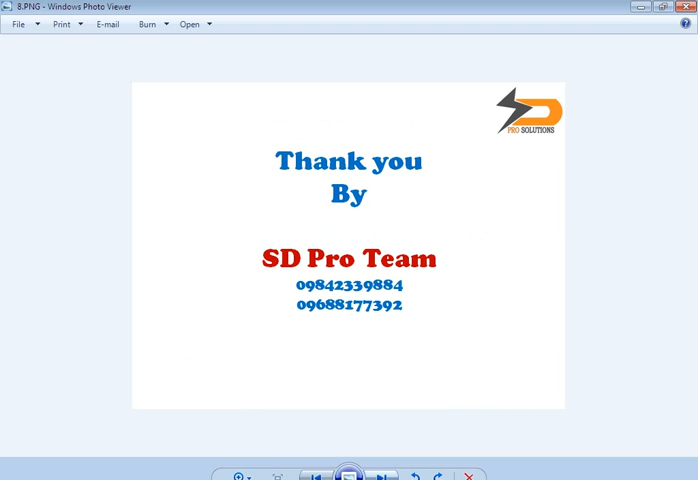 8.PNG - Windows Photo Viewer
File Print E-mail Burn Open
PRO SOLUTIONS
Thank you
By
SD Pro Team
09842339884
09688177392